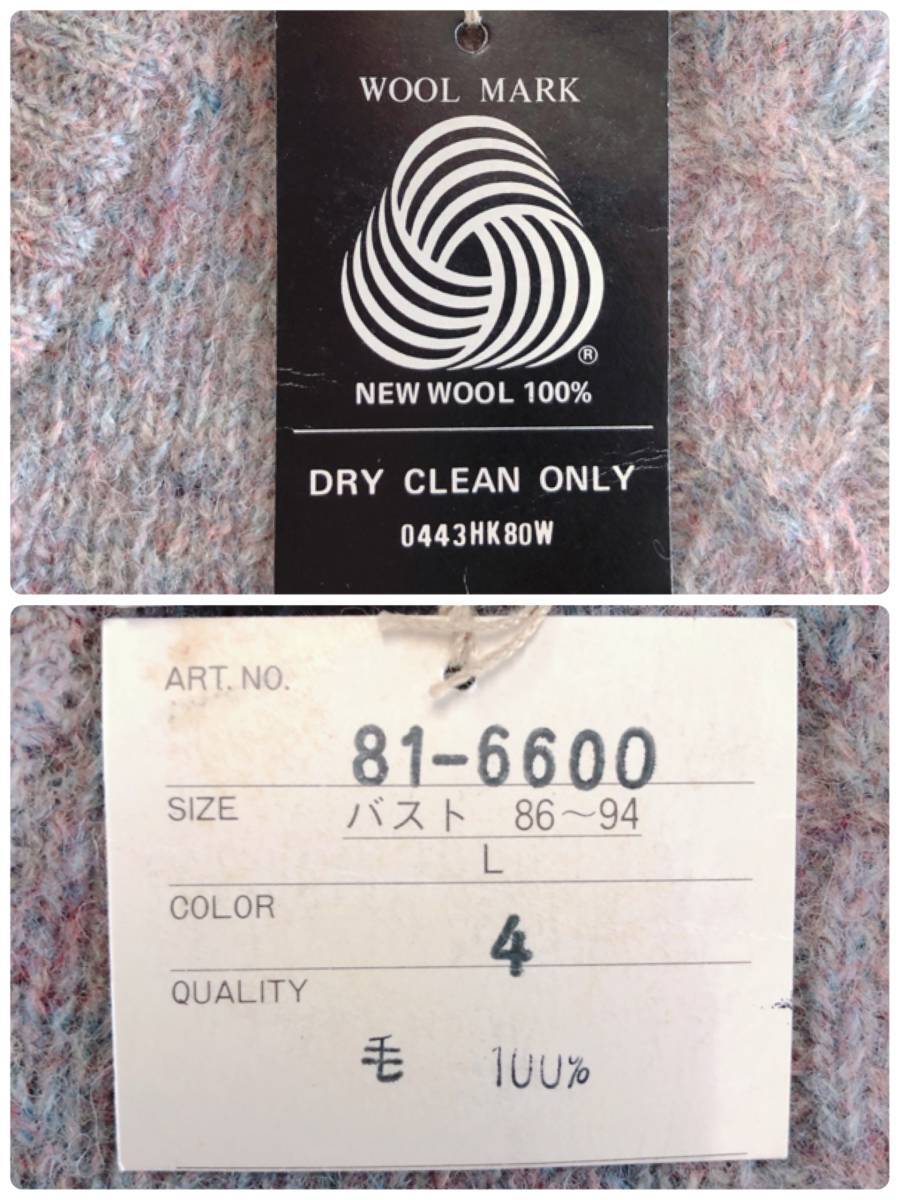 WOOL MARK
®
NEW WOOL 100%
DRY CLEAN ONLY
0443HK80W
ART. NO.
81-6600
SIZE バスト 86~94
L
COLOR
4
QUALITY
毛 100%